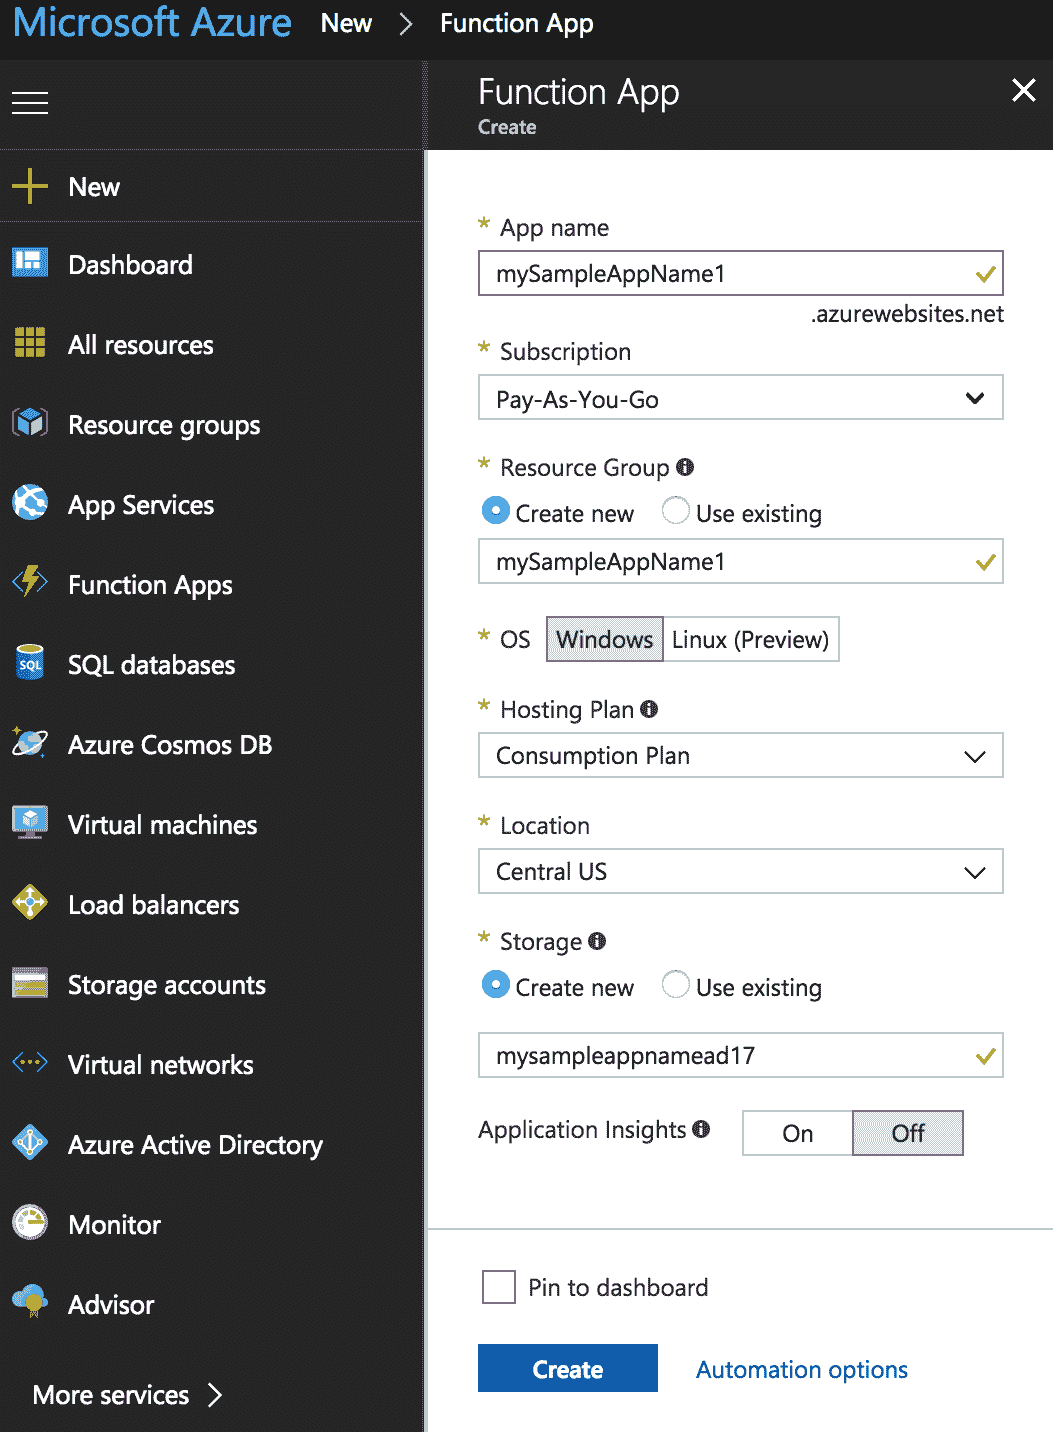 Microsoft Azure New > Function App
Function App
Create
New
Dashboard
All resources
Resource groups
App Services
Function Apps
SQL
SQL databases
Azure Cosmos DB
Virtual machines
Load balancers
Storage accounts
Virtual networks
Azure Active Directory
Monitor
Advisor
More services >
* App name
mySampleAppName1
.azurewebsites.net
* Subscription
Pay-As-You-Go
* Resource Group
Create new Use existing
mySampleAppName1
* OS Windows Linux (Preview)
* Hosting Plan
Consumption Plan
* Location
Central US
* Storage
Create new Use existing
mysampleappnamead17
Application Insights On Off
Pin to dashboard
Create Automation options